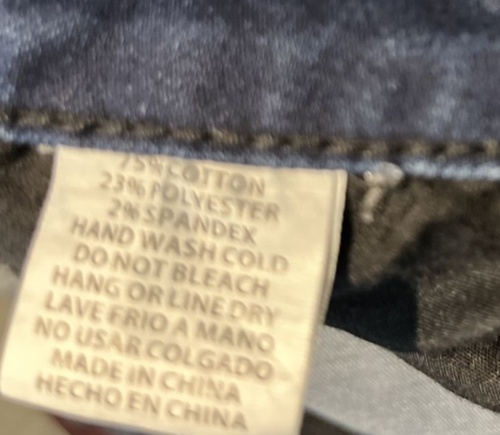 75% COTTON
23% POLYESTER
2% SPANDEX
HAND WASH COLD
DO NOT BLEACH
HANG OR LINE DRY
LAVE FRIO A MANO
NO USAR COLGADO
MADE IN CHINA
HECHO EN CHINA